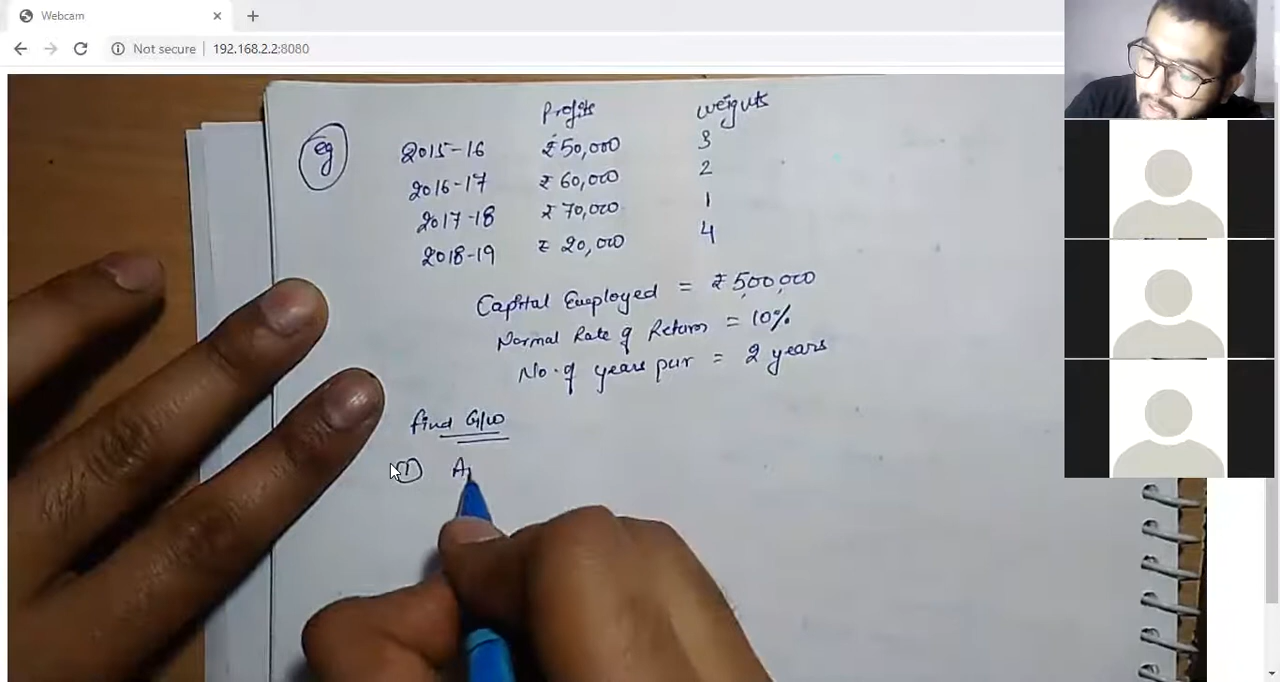 Webcam
Not secure 192.168.2.2:8080
Profits weights
eg 2015-16 ₹50,000 3
2016-17 ₹60,000 2
2017-18 ₹70,000 1
2018-19 ₹20,000 4
Capital Employed = ₹500,000
Normal Rate of Return = 10%
No. of years pur = 2 years
find G/W
① A